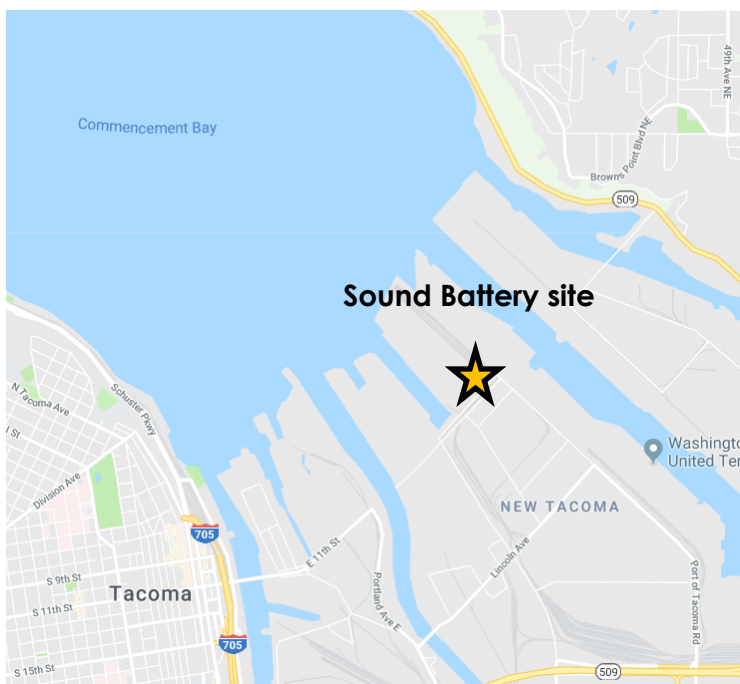 49th Ave NE
Commencement Bay
Brown's Point Blvd NE
509
Sound Battery site
Schuster Pkwy
N Tacoma Ave
I St
Division Ave
Washingto
United Ter
NEW TACOMA
705
E 11th St
Lincoln Ave
S 9th St
Tacoma
Portland Ave E
Port of Tacoma Rd
S 11th St
705
S 15th St
509